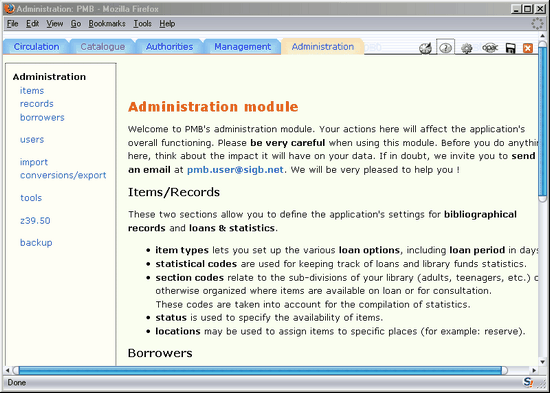 Administration: PMB - Mozilla Firefox
File Edit View Go Bookmarks Tools Help
Circulation Catalogue Authorities Management Administration
Administration
items
records
borrowers
users
import
conversions/export
tools
z39.50
backup
Administration module
Welcome to PMB's administration module. Your actions here will affect the application's
overall functioning. Please be very careful when using this module. Before you do anythin
here, think about the impact it will have on your data. If in doubt, we invite you to send
an email at pmb.user@sigb.net. We will be very pleased to help you !
Items/Records
These two sections allow you to define the application's settings for bibliographical
records and loans & statistics.
• item types lets you set up the various loan options, including loan period in days
• statistical codes are used for keeping track of loans and library funds statistics.
• section codes relate to the sub-divisions of your library (adults, teenagers, etc.) o
otherwise organized where items are available on loan or for consultation.
These codes are taken into account for the compilation of statistics.
• status is used to specify the availability of items.
• locations may be used to assign items to specific places (for example: reserve).
Borrowers
Done